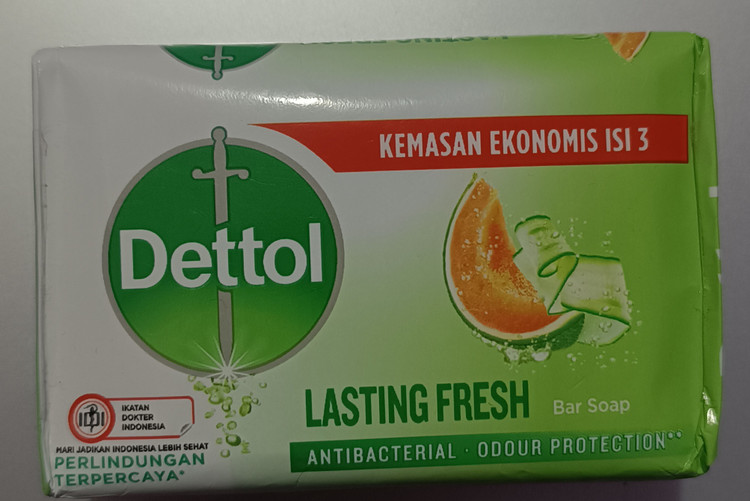 KEMASAN EKONOMIS ISI 3
Dettol
IDI
IKATAN
DOKTER
INDONESIA
MARI JADIKAN INDONESIA LEBIH SEHAT
PERLINDUNGAN
TERPERCAYA*
LASTING FRESH
Bar Soap
ANTIBACTERIAL · ODOUR PROTECTION**